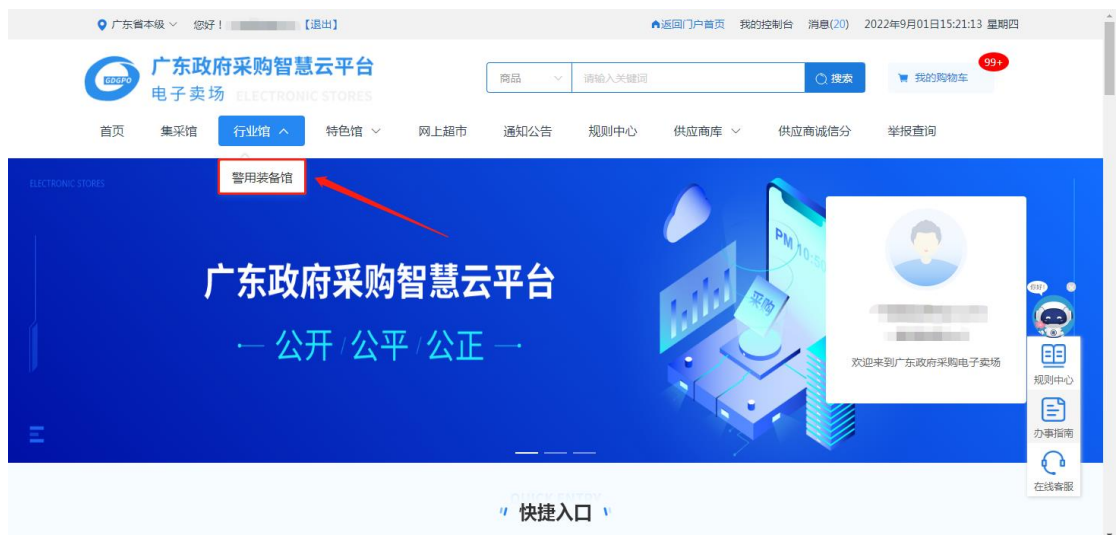 广东省本级 您好！ 【退出】 返回门户首页 我的控制台 消息(20) 2022年9月01日15:21:13 星期四
GDGPO 广东政府采购智慧云平台
电子卖场 ELECTRONIC STORES
商品 请输入关键词 搜索 我的购物车 99+
首页 集采馆 行业馆 特色馆 网上超市 通知公告 规则中心 供应商库 供应商诚信分 举报查询
警用装备馆
ELECTRONIC STORES
PM 10:50
采购
广东政府采购智慧云平台
公开/公平/公正
欢迎来到广东政府采购电子卖场
你好!
规则中心
办事指南
在线客服
QUICK ENTRY
快捷入口